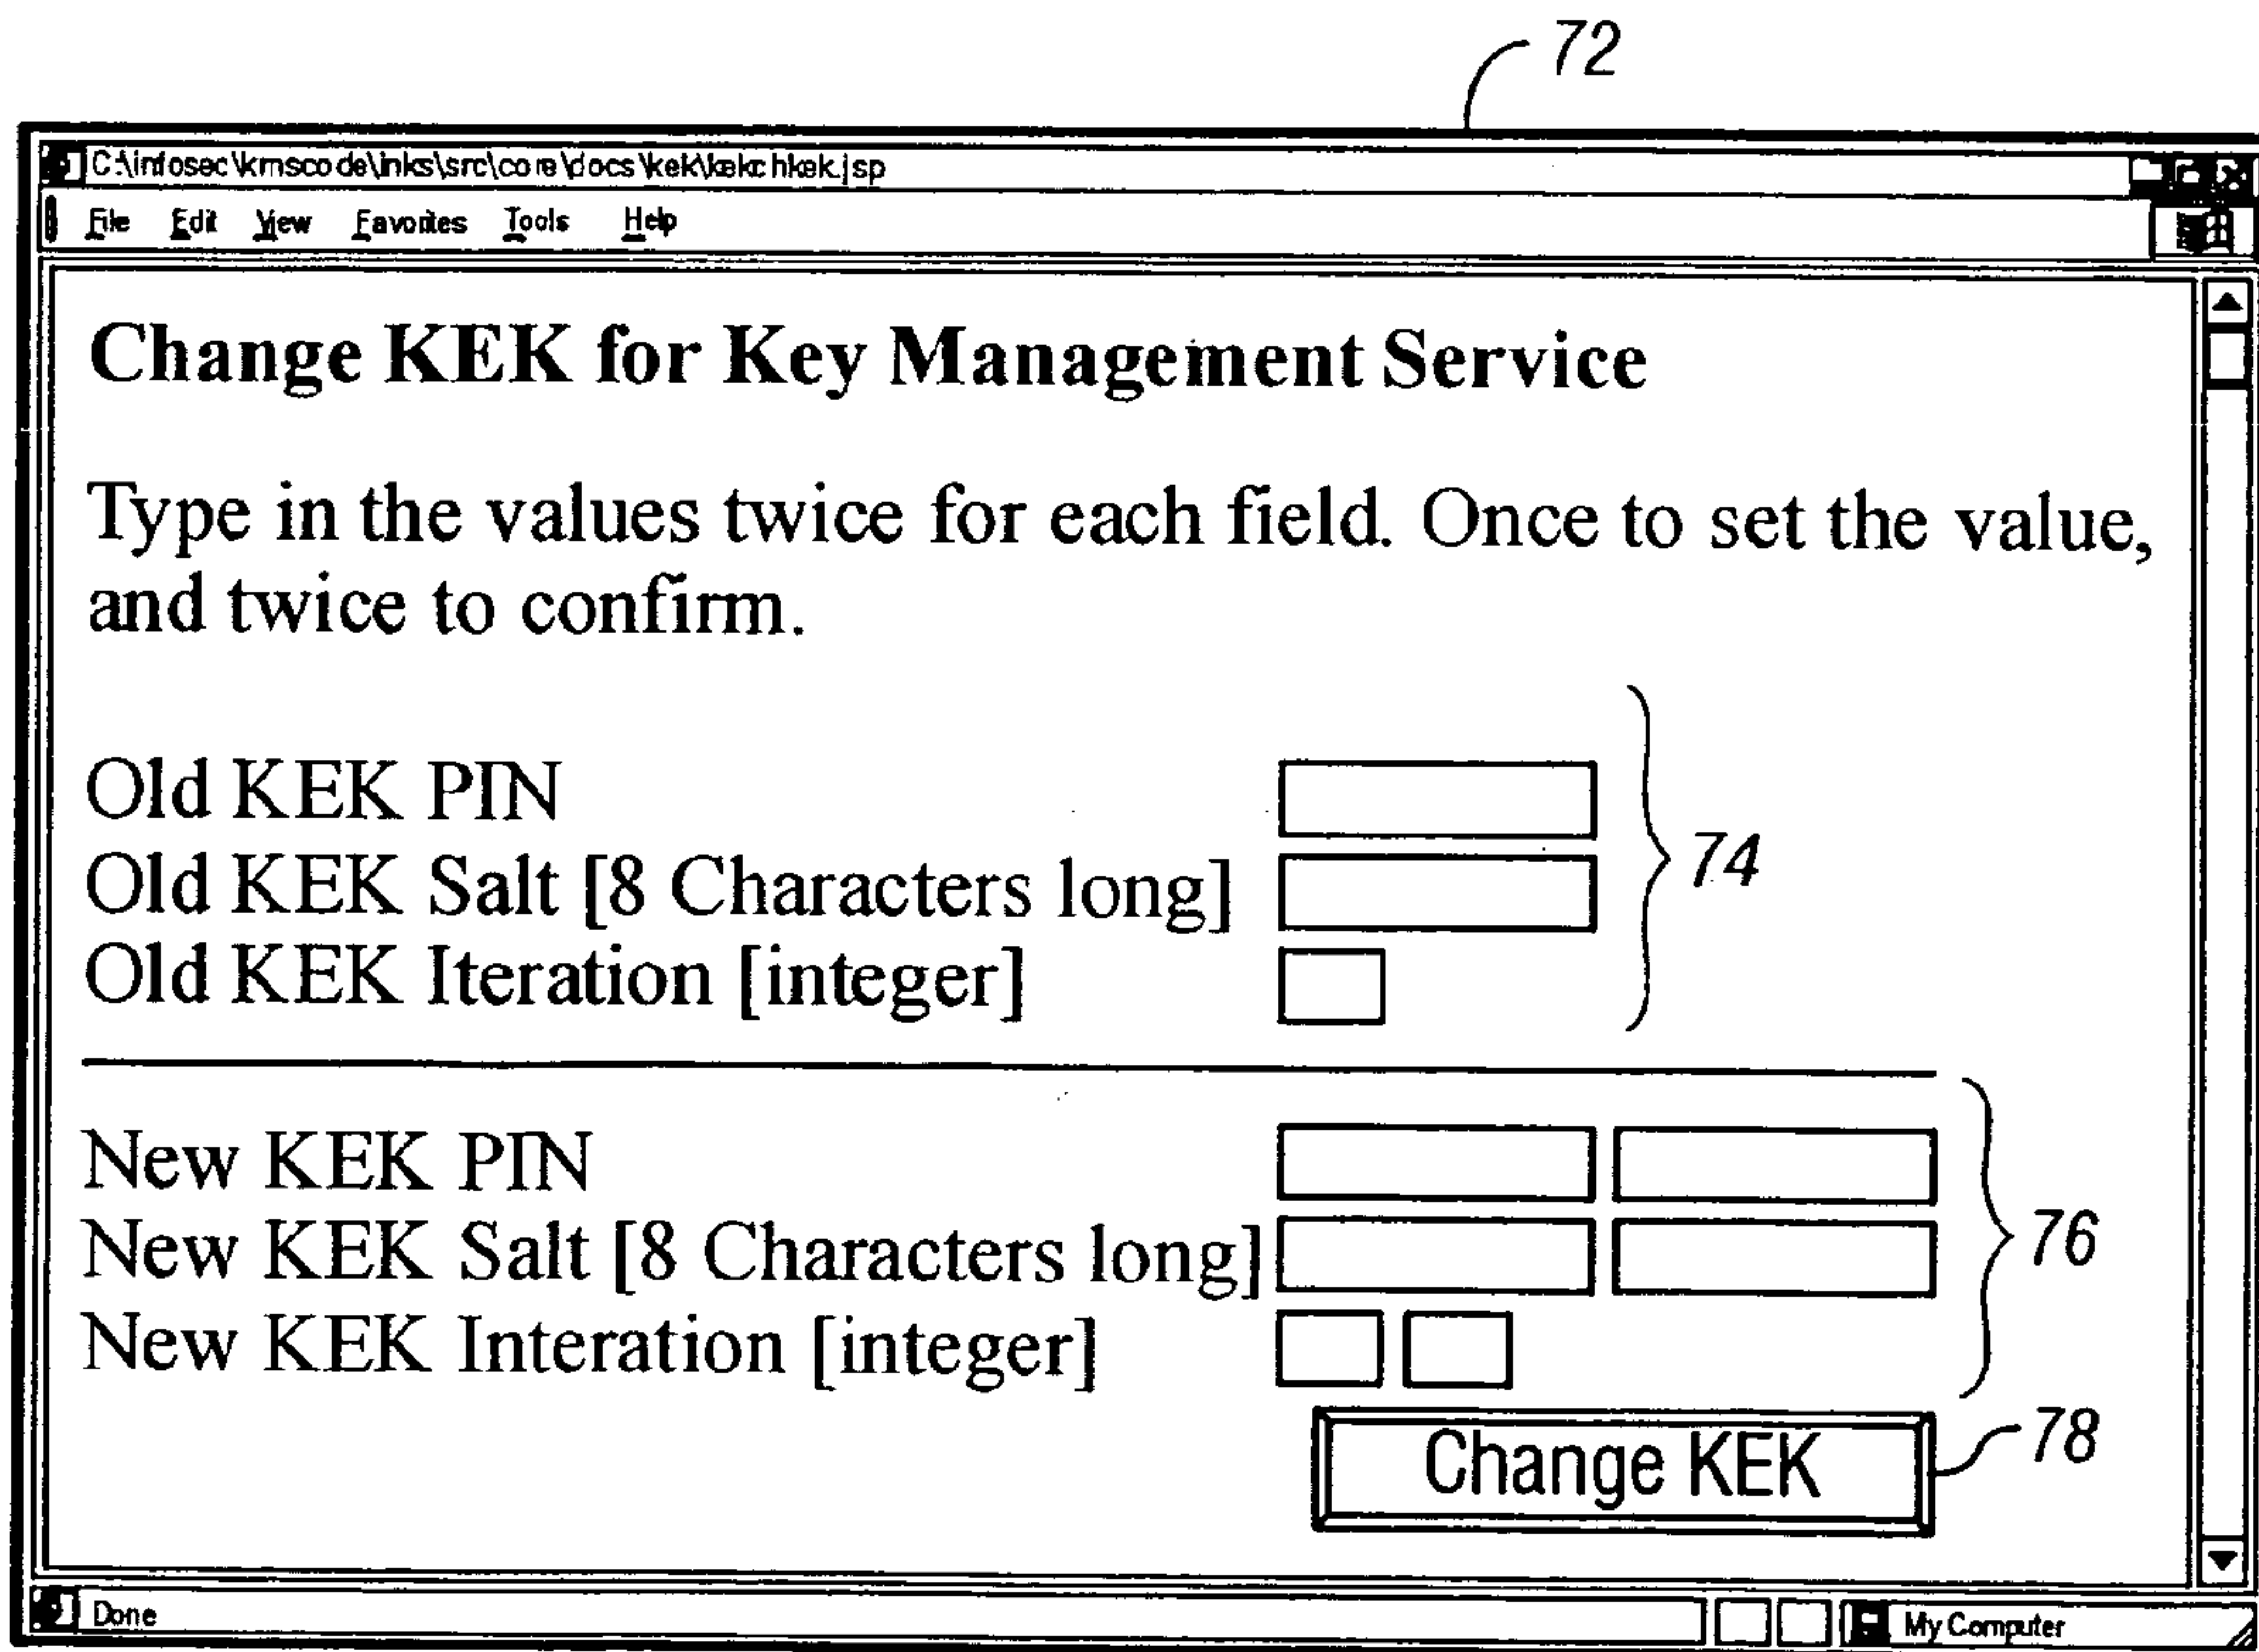 72
C:\infosec\kmscode\inks\src\core\docs\kek\kekchkek.jsp
File Edit View Favorites Tools Help
Change KEK for Key Management Service
Type in the values twice for each field. Once to set the value,
and twice to confirm.
Old KEK PIN
Old KEK Salt [8 Characters long]
Old KEK Iteration [integer]
74
New KEK PIN
New KEK Salt [8 Characters long]
New KEK Interation [integer]
76
Change KEK
78
Done
My Computer